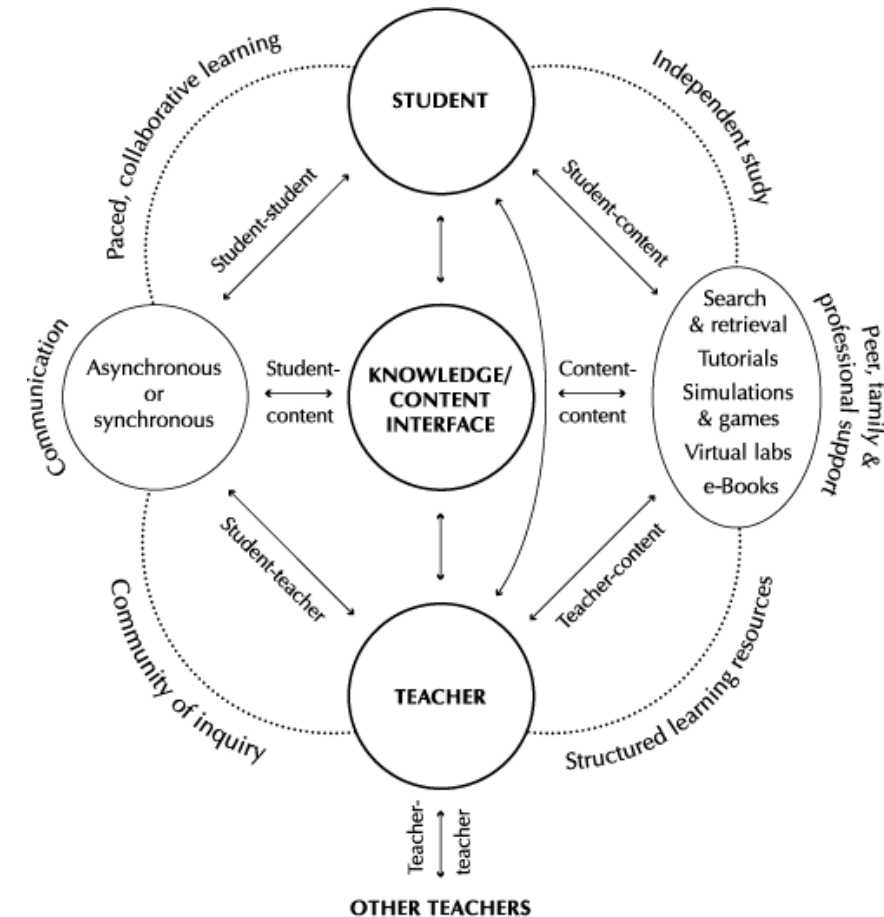 STUDENT
Paced, collaborative learning
Independent study
Student-student
Student-content
Communication
Asynchronous
or
synchronous
Student-
content
KNOWLEDGE/
CONTENT
INTERFACE
Content-
content
Search
& retrieval
Tutorials
Simulations
& games
Virtual labs
e-Books
Peer, family &
professional support
Student-teacher
Teacher-content
Community of inquiry
Structured learning resources
TEACHER
Teacher-
teacher
OTHER TEACHERS